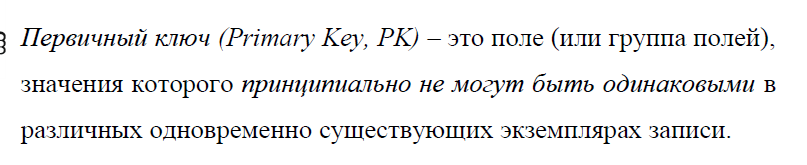 Первичный ключ (Primary Key, PK) – это поле (или группа полей),
значения которого принципиально не могут быть одинаковыми в
различных одновременно существующих экземплярах записи.